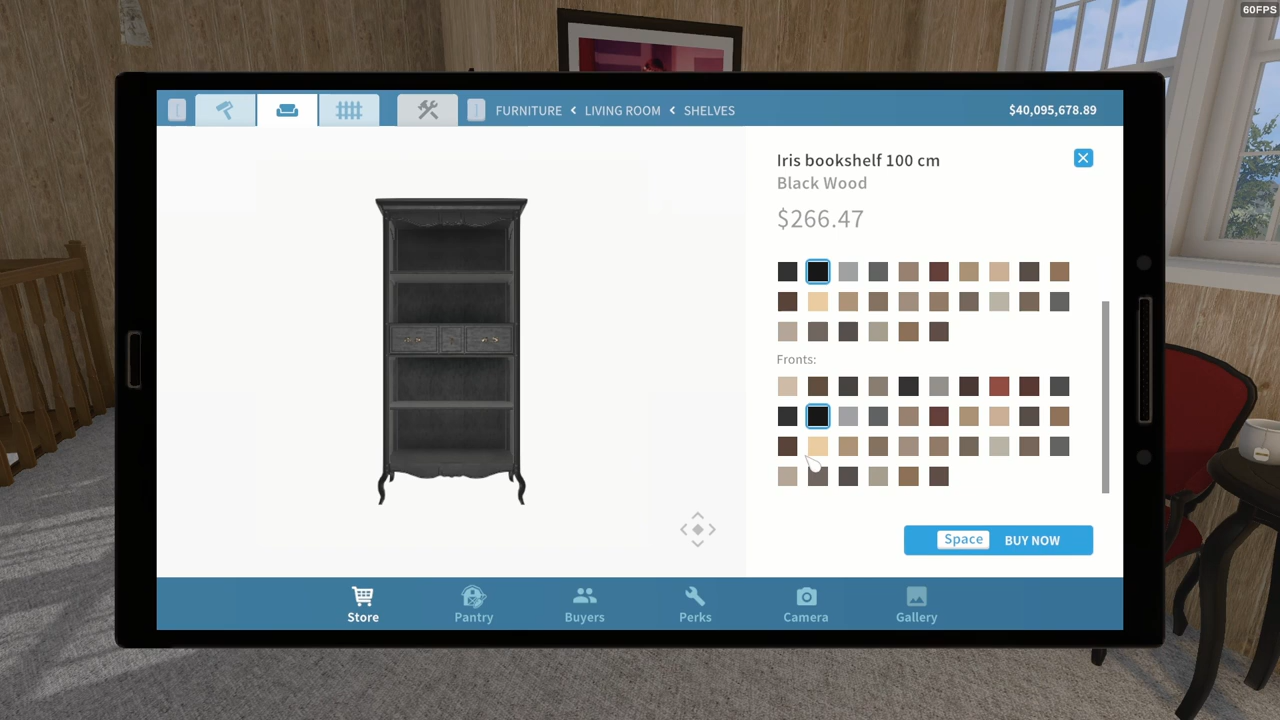 60FPS
FURNITURE < LIVING ROOM < SHELVES
$40,095,678.89
Iris bookshelf 100 cm
Black Wood
$266.47
Fronts:
Space BUY NOW
Store Pantry Buyers Perks Camera Gallery